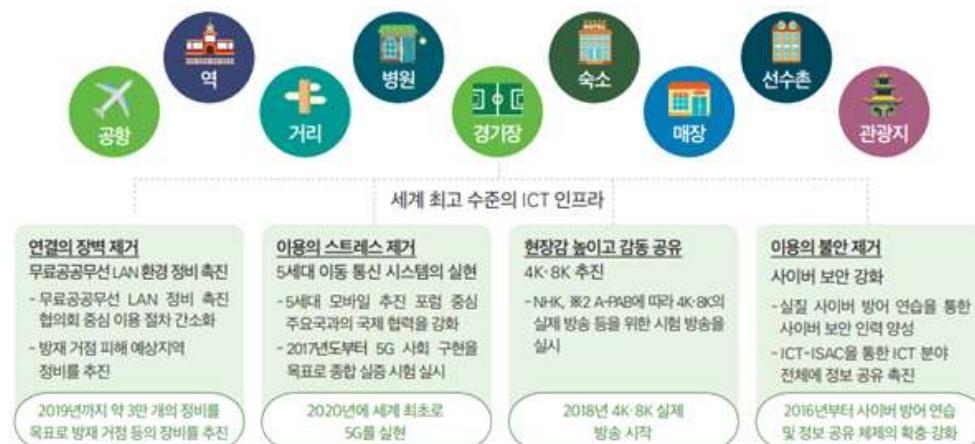 공항
역
거리
병원
HOTEL
경기장
숙소
매장
선수촌
관광지
세계 최고 수준의 ICT 인프라
연결의 장벽 제거
무료공공무선 LAN 환경 정비 촉진
- 무료공공무선 LAN 정비 촉진
협의회 중심 이용 절차 간소화
- 방재 거점 피해 예상지역
정비를 추진
2019년까지 약 3만 개의 정비를
목표로 방재 거점 등의 장비를 추진
이용의 스트레스 제거
5세대 이동 통신 시스템의 실현
- 5세대 모바일 추진 포럼 중심
주요국과의 국제 협력을 강화
- 2017년도부터 5G 사회 구현을
목표로 종합 실증 시험 실시
2020년에 세계 최초로
5G를 실현
현장감 높이고 감동 공유
4K·8K 추진
- NHK, ※2 A-PAB에 따라 4K·8K의
실제 방송 등을 위한 시험 방송을
실시
2018년 4K·8K 실제
방송 시작
이용의 불안 제거
사이버 보안 강화
- 실질 사이버 방어 연습을 통한
사이버 보안 인력 양성
- ICT-ISAC을 통한 ICT 분야
전체에 정보 공유 촉진
2016년부터 사이버 방어 연습
및 정보 공유 체제의 확충·강화